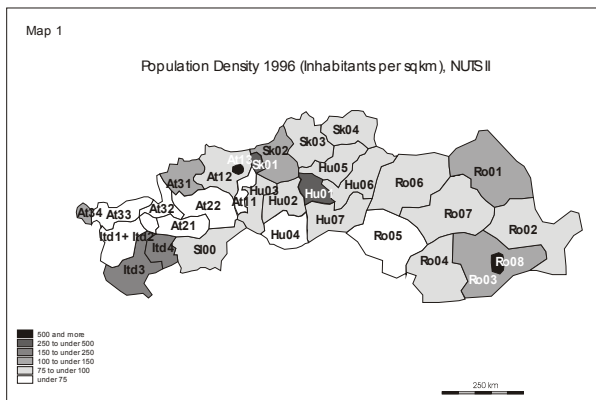 Map 1
Population Density 1996 (Inhabitants per sqkm), NUTS II
Sk03 Sk04
Sk02
At13 Sk01
At12
Hu05
Ro01
At31
Hu03
Hu01
Hu06
Ro06
At34 At33 At32 At22 At11 Hu02
Hu07
Ro07
At21
Hu04
Ro05
Ro02
Itd1+ Itd2
Itd4 Sl00
Ro04
Ro08
Itd3
Ro03
500 and more
250 to under 500
150 to under 250
100 to under 150
75 to under 100
under 75
250 km